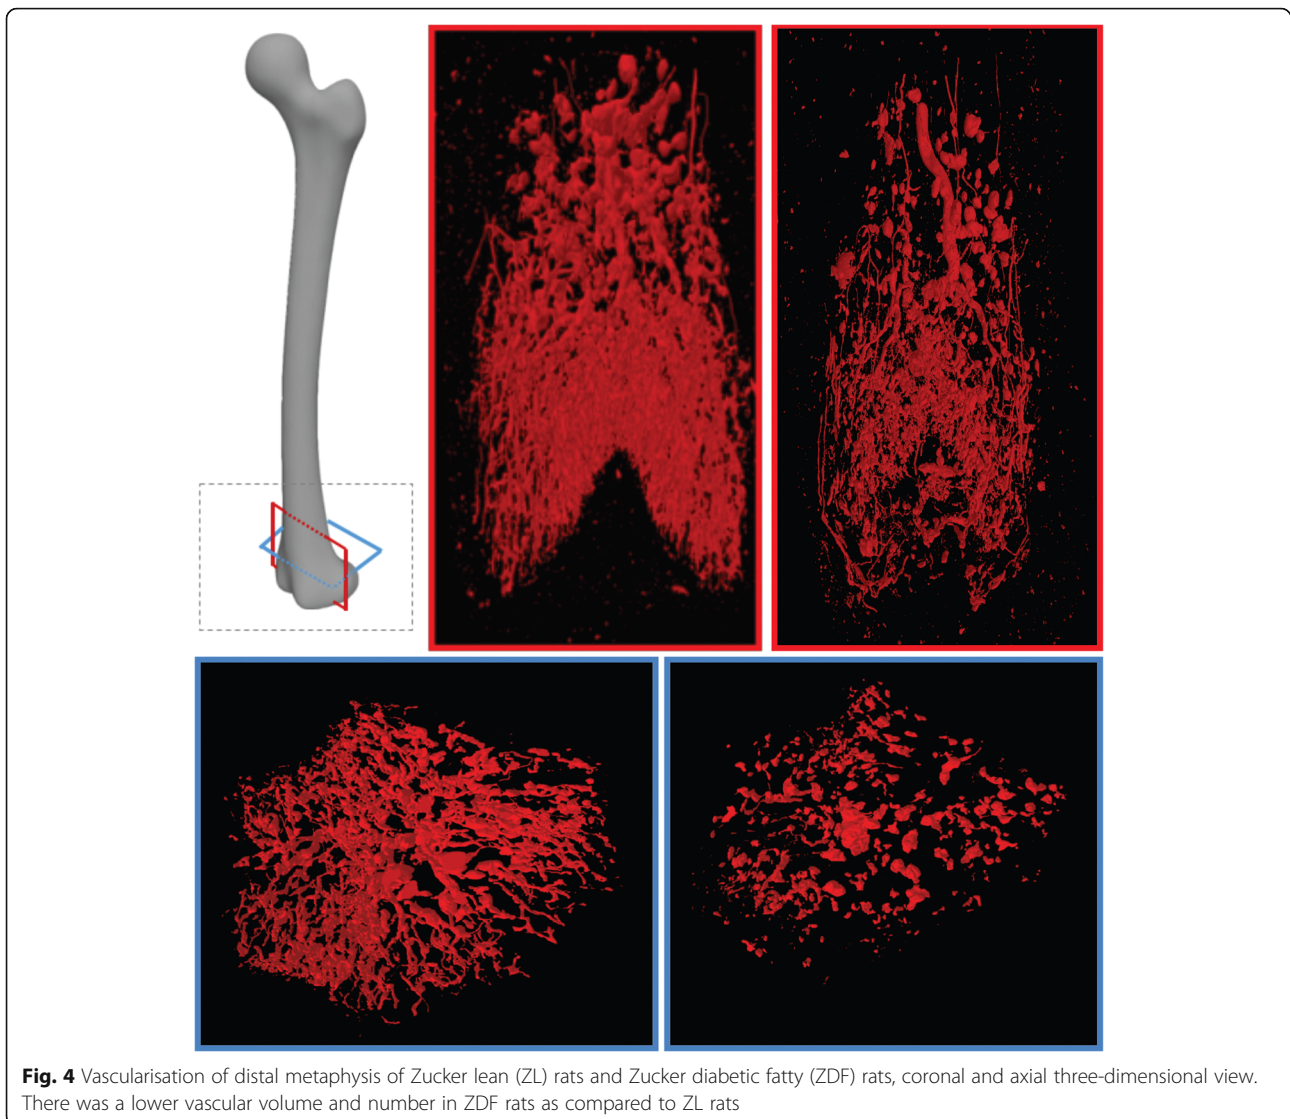 Fig. 4 Vascularisation of distal metaphysis of Zucker lean (ZL) rats and Zucker diabetic fatty (ZDF) rats, coronal and axial three-dimensional view.
There was a lower vascular volume and number in ZDF rats as compared to ZL rats